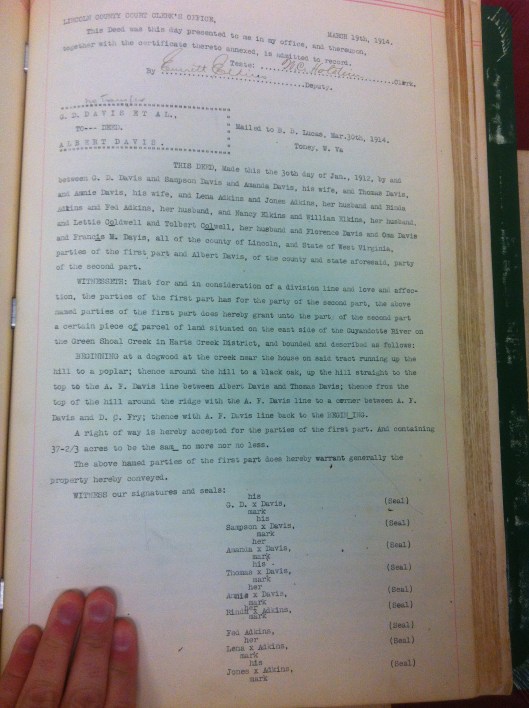 LINCOLN COUNTY COURT CLERK'S OFFICE, MARCH 19th, 1914.
This Deed was this day presented to me in my office, and thereupon,
together with the certificate thereto annexed, is admitted to record.
Teste: W.C. Holstein Clerk.
By Deputy.
No Transfer
G. D. DAVIS ET AL.,
TO--- DEED. Mailed to B. B. Lucas, Mar.30th, 1914.
ALBERT DAVIS. Toney, W. Va
THIS DEED, Made this the 30th day of Jan., 1912, by and
between G. D. Davis and Sampson Davis and Amanda Davis, his wife, and Thomas Davis,
and Annie Davis, his wife, and Lena Adkins and Jones Adkins, her husband and
Adkins and Fed Adkins, her husband, and Nancy Elkins and Willian Elkins, her husband,
and Lettie Coldwell and Tolbert Colwall, her husband and Florence Davis and Davis
and Francis M. Davis, all of the county of Lincoln, and State of West Virginia,
parties of the first part and Albert Davis, of the county and state aforesaid, party
of the second part.
WITNESSETH: That for and in consideration of a division line and love and affec-
tion, the parties of the first part has for the party of the second part, the above
named parties of the first part does hereby grant unto the party of the second part
a certain piece of parcel of land situated on the east side of the Guyandotte River on
the Green Shoal Creek in Harts Creek District, and bounded and described as follows:
BEGINNING at a dogwood at the creek near the house on said tract running up the
hill to a poplar; thence around the hill to a black oak, up the hill straight to the
top to the A. F. Davis line between Albert Davis and Thomas Davis; thence from the
top of the hill around the ridge with the A. F. Davis line to a corner between A. F.
Davis and D. C. Fry; thence with A. F. Davis line back to the
A right of way is hereby accepted for the parties of the first part. And containing
37-2/3 acres to be the same no more nor no less.
The above named parties of the first part does hereby warrant generally the
property hereby conveyed.
WITNESS our signatures and seals:
his
G. D. x Davis, (Seal)
mark
his
Sampson x Davis, (Seal)
mark
her
Amanda x Davis, (Seal)
mark
his
Thomas x Davis, (Seal)
mark
her
Annie x Davis, (Seal)
mark
her
x Adkins, (Seal)
mark
(Seal)
Fed Adkins,
her
Lena x Adkins, (Seal)
mark
his
Jones x Adkins, (Seal)
mark